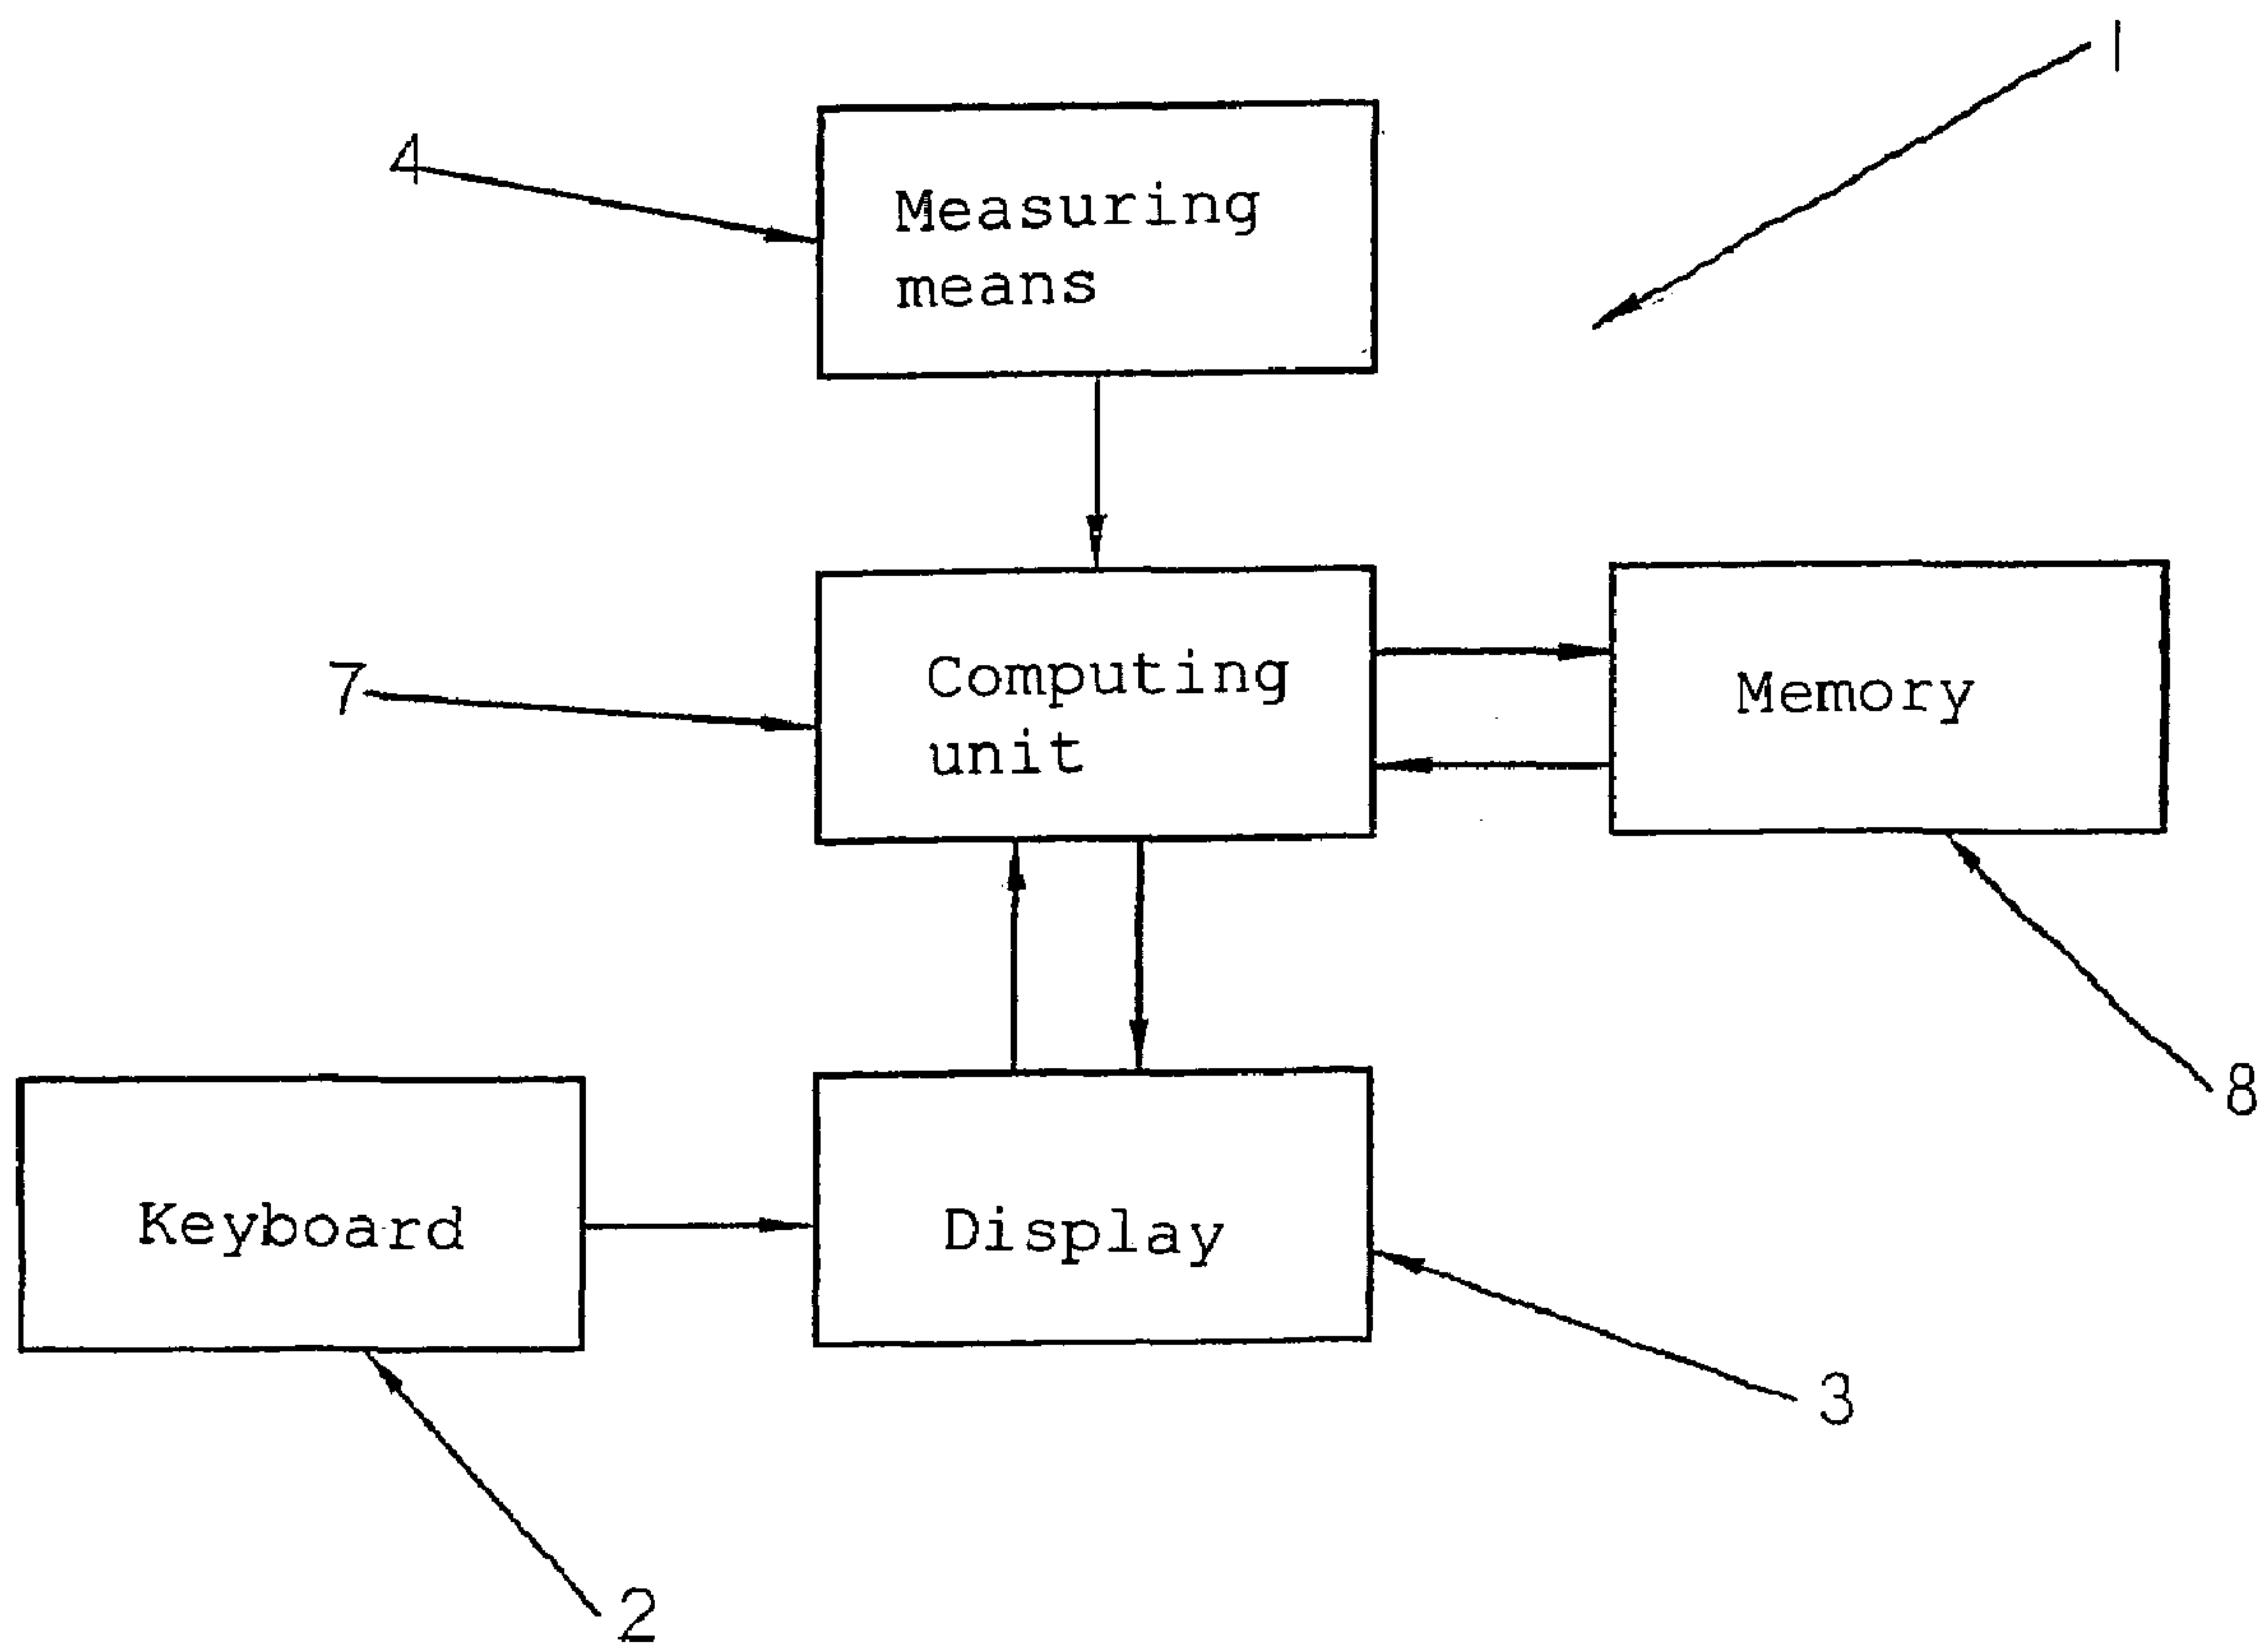 1
4
Measuring
means
7
Computing
unit
Memory
8
Keyboard
Display
3
2